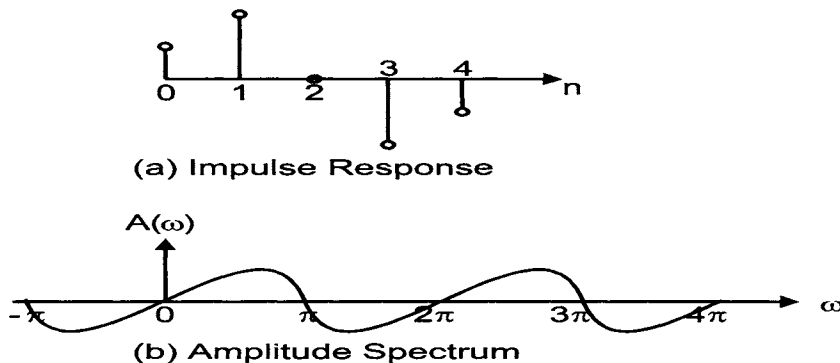 0 1 2 3 4 n
(a) Impulse Response
A(ω)
-π 0 π 2π 3π 4π ω
(b) Amplitude Spectrum